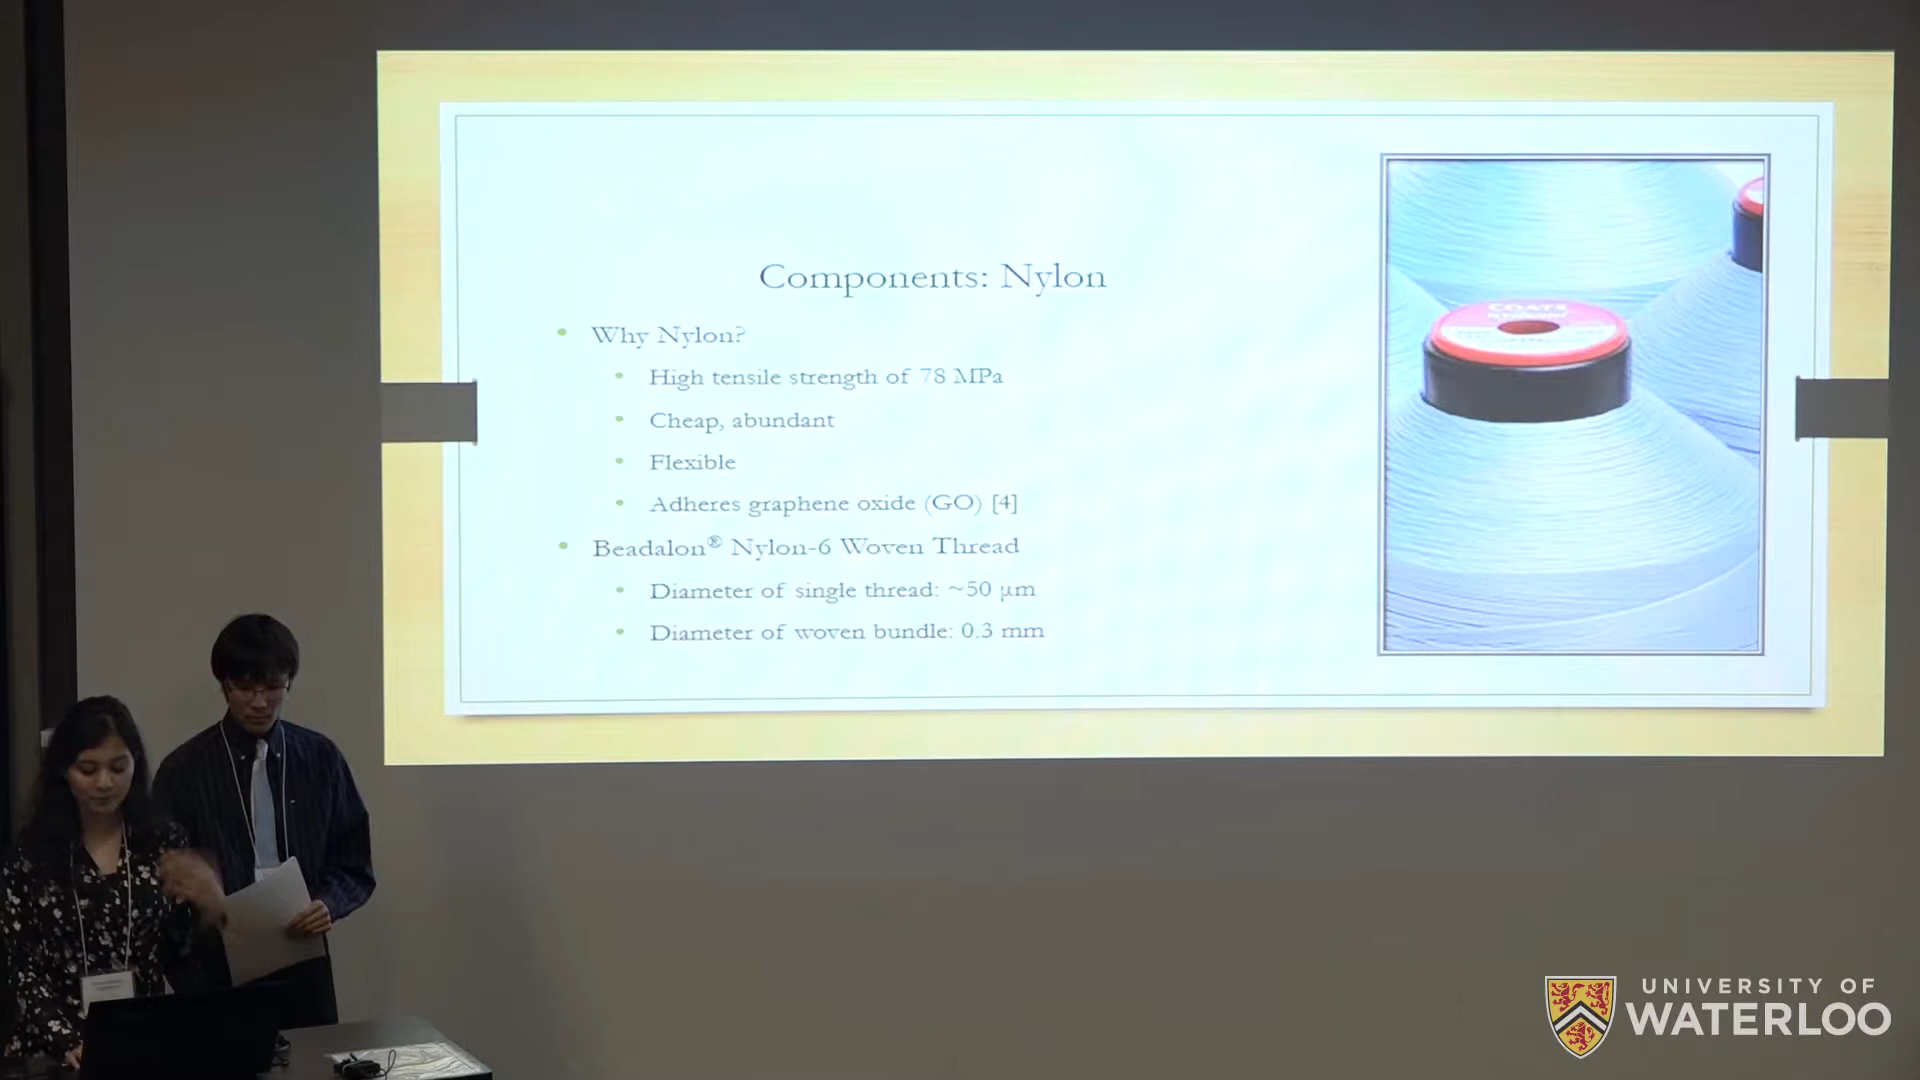 Components: Nylon
Why Nylon?
High tensile strength of 78 MPa
Cheap, abundant
Flexible
Adheres graphene oxide (GO) [4]
Beadalon® Nylon-6 Woven Thread
Diameter of single thread: ~50 µm
Diameter of woven bundle: 0.3 mm
COATS
UNIVERSITY OF
WATERLOO